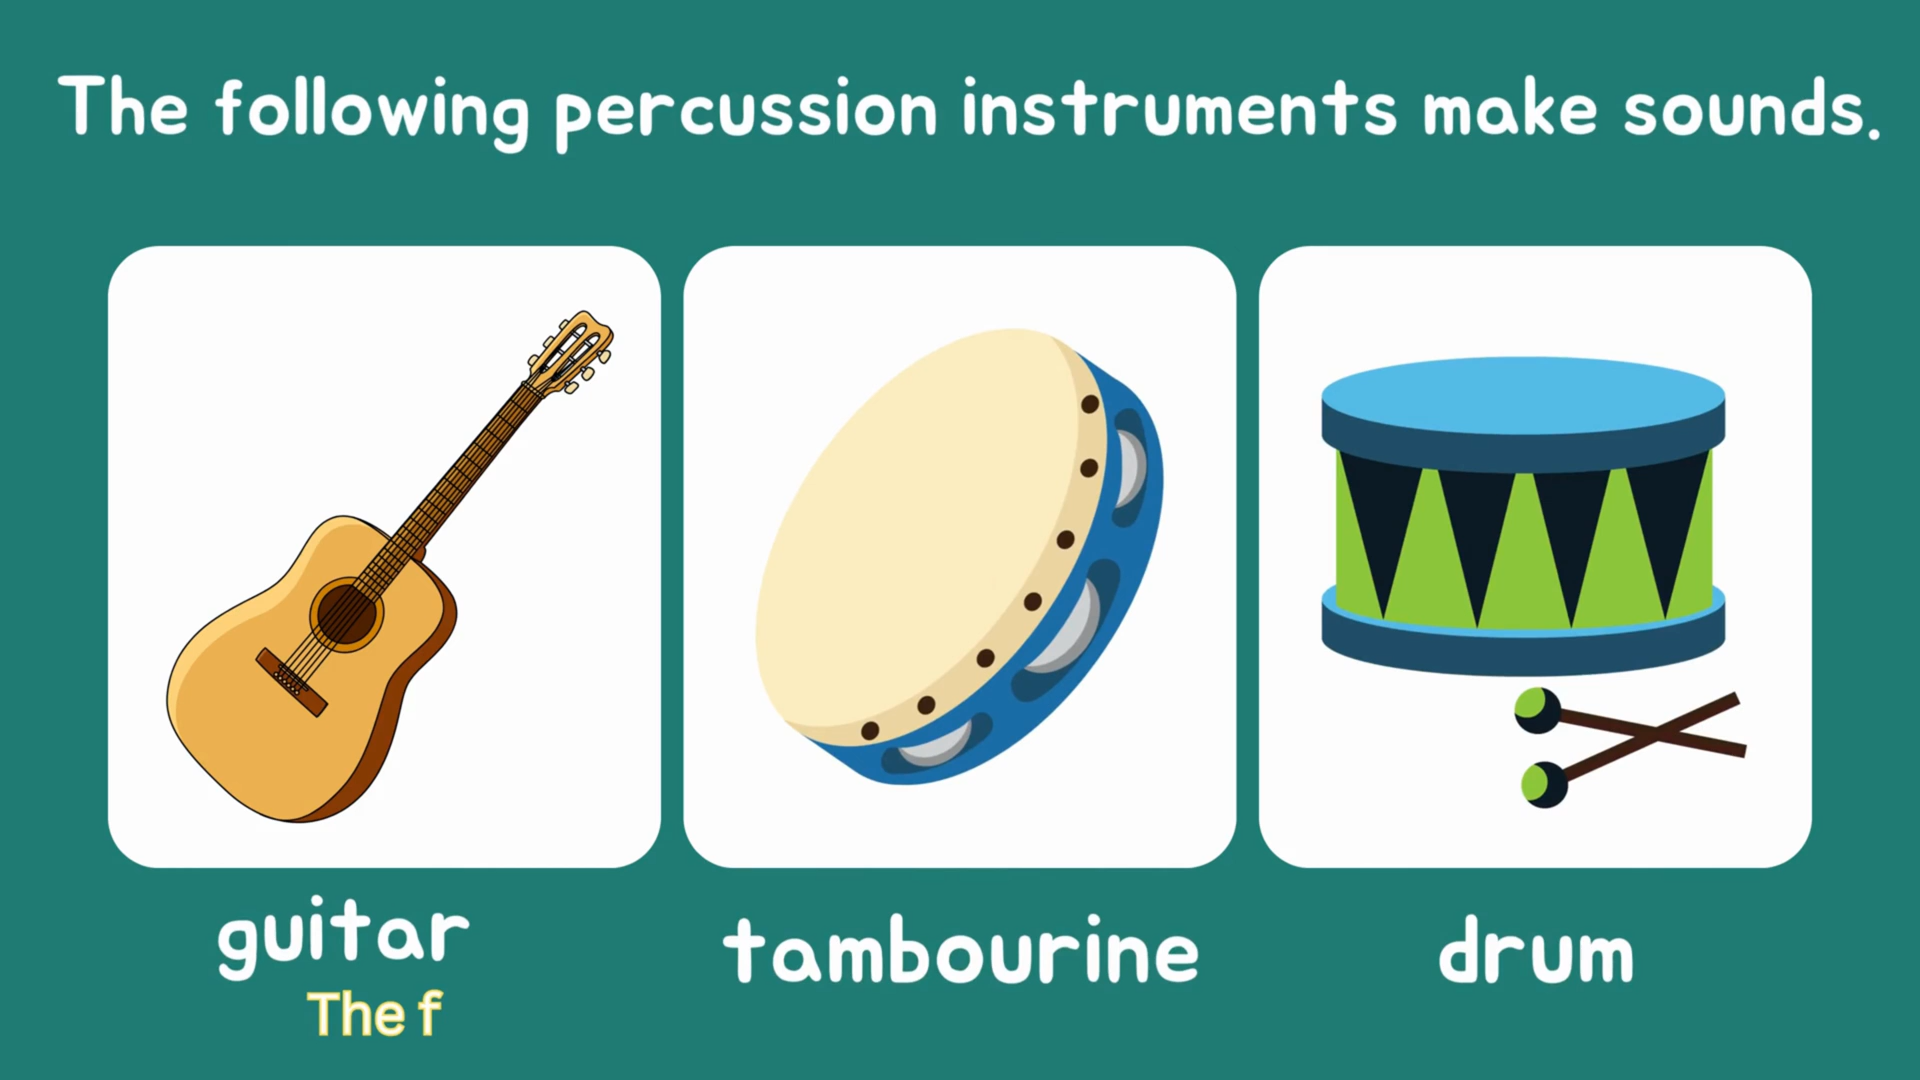 The following percussion instruments make sounds.
guitar
tambourine
drum
The f